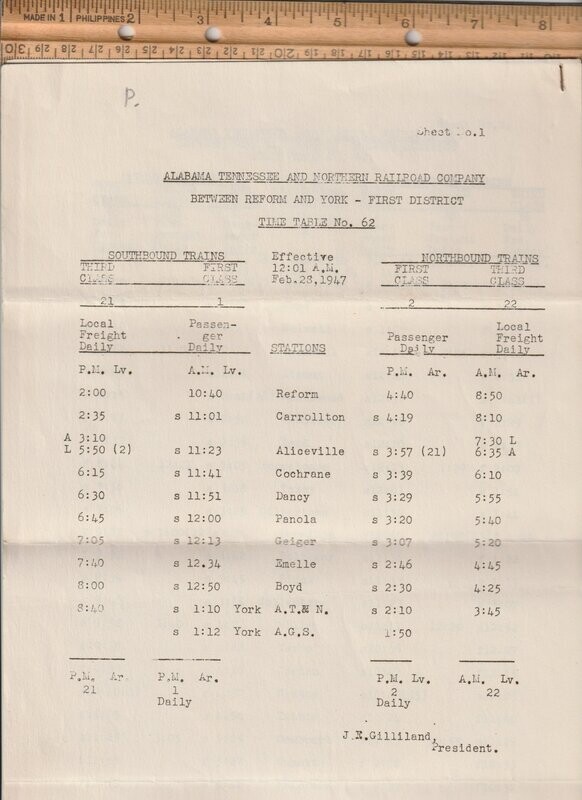 MADE IN 1 PHILIPPINES 2 3 4 5 6 7 8
P.
Sheet No.1
ALABAMA TENNESSEE AND NORTHERN RAILROAD COMPANY
BETWEEN REFORM AND YORK - FIRST DISTRICT
TIME TABLE No. 62
SOUTHBOUND TRAINS Effective NORTHBOUND TRAINS
THIRD FIRST 12:01 A.M. FIRST THIRD
CLASS CLASS Feb.28,1947 CLASS CLASS
21 1 2 22
Local Passen- Local
Freight ger Passenger Freight
Daily Daily STATIONS Daily Daily
P.M. Lv. A.M. Lv. P.M. Ar. A.M. Ar.
2:00 10:40 Reform 4:40 8:50
2:35 s 11:01 Carrollton s 4:19 8:10
A 3:10 7:30 L
L 5:50 (2) s 11:23 Aliceville s 3:57 (21) 6:35 A
6:15 s 11:41 Cochrane s 3:39 6:10
6:30 s 11:51 Dancy s 3:29 5:55
6:45 s 12:00 Panola s 3:20 5:40
7:05 s 12:13 Geiger s 3:07 5:20
7:40 s 12.34 Emelle s 2:46 4:45
8:00 s 12:50 Boyd s 2:30 4:25
8:40 s 1:10 York A.T.& N. s 2:10 3:45
s 1:12 York A.G.S. 1:50
P.M. Ar. P.M. Ar. P.M. Lv. A.M. Lv.
21 1 2 22
Daily Daily
J.E.Gilliland,
President.